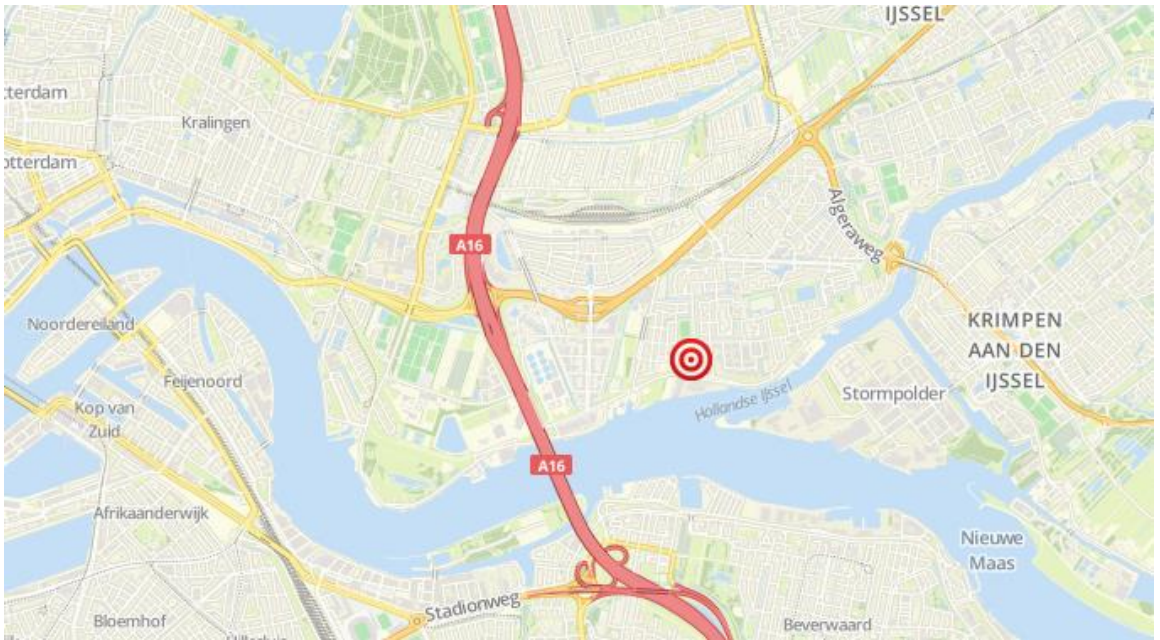 IJSSEL
tterdam
Kralingen
otterdam
A16
Algeraweg
Noordereiland
KRIMPEN
AAN DEN
IJSSEL
Feijenoord
Stormpolder
Hollandse IJssel
Kop van
Zuid
A16
Afrikaanderwijk
Nieuwe
Maas
Stadionweg
Bloemhof
Beverwaard